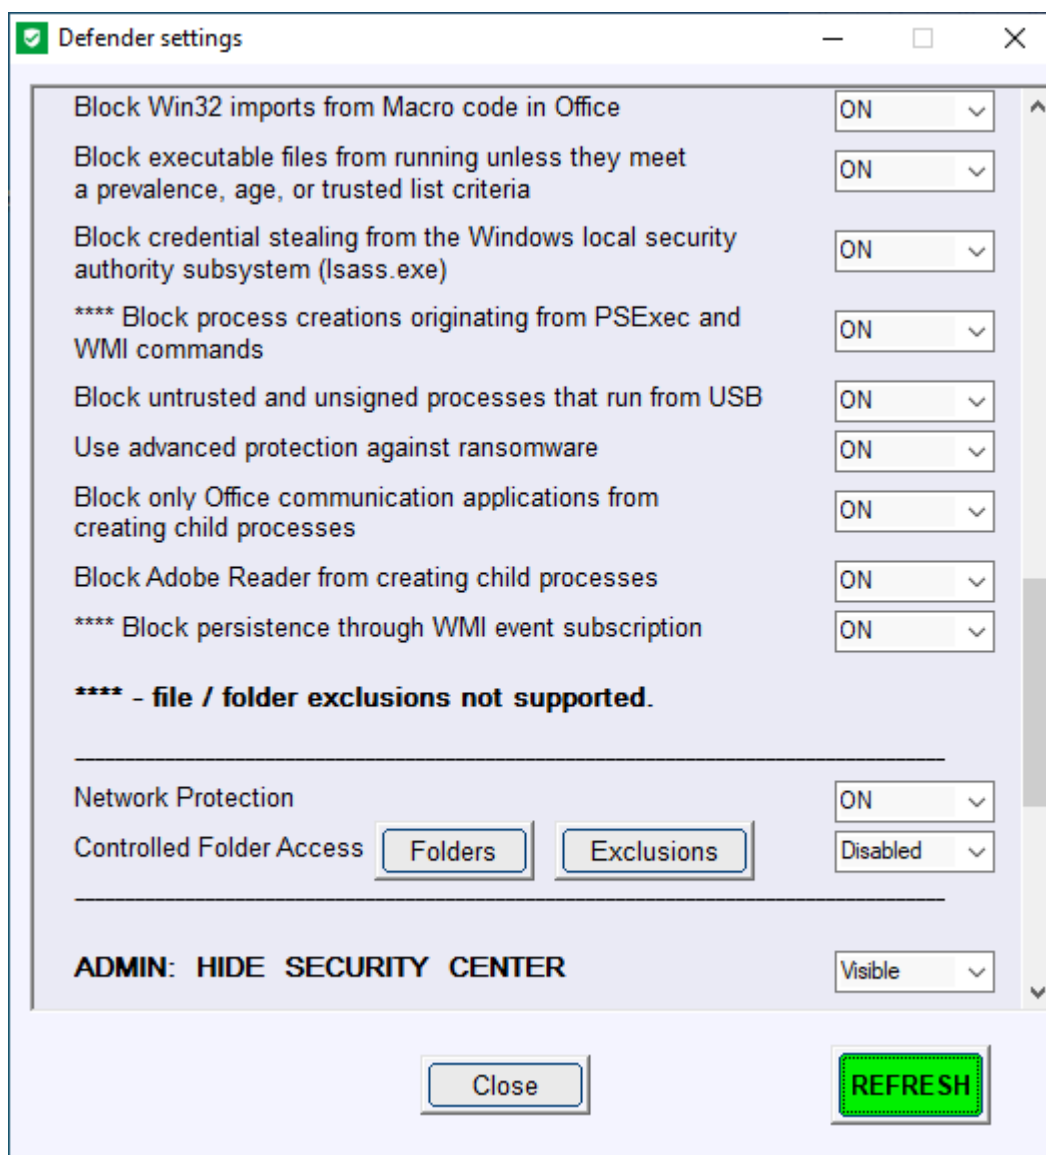 Defender settings
Block Win32 imports from Macro code in Office
ON
Block executable files from running unless they meet
a prevalence, age, or trusted list criteria
ON
Block credential stealing from the Windows local security
authority subsystem (lsass.exe)
ON
**** Block process creations originating from PSExec and
WMI commands
ON
Block untrusted and unsigned processes that run from USB
ON
Use advanced protection against ransomware
ON
Block only Office communication applications from
creating child processes
ON
Block Adobe Reader from creating child processes
ON
**** Block persistence through WMI event subscription
ON
**** - file / folder exclusions not supported.
Network Protection
ON
Controlled Folder Access Folders Exclusions Disabled
ADMIN: HIDE SECURITY CENTER
Visible
Close
REFRESH